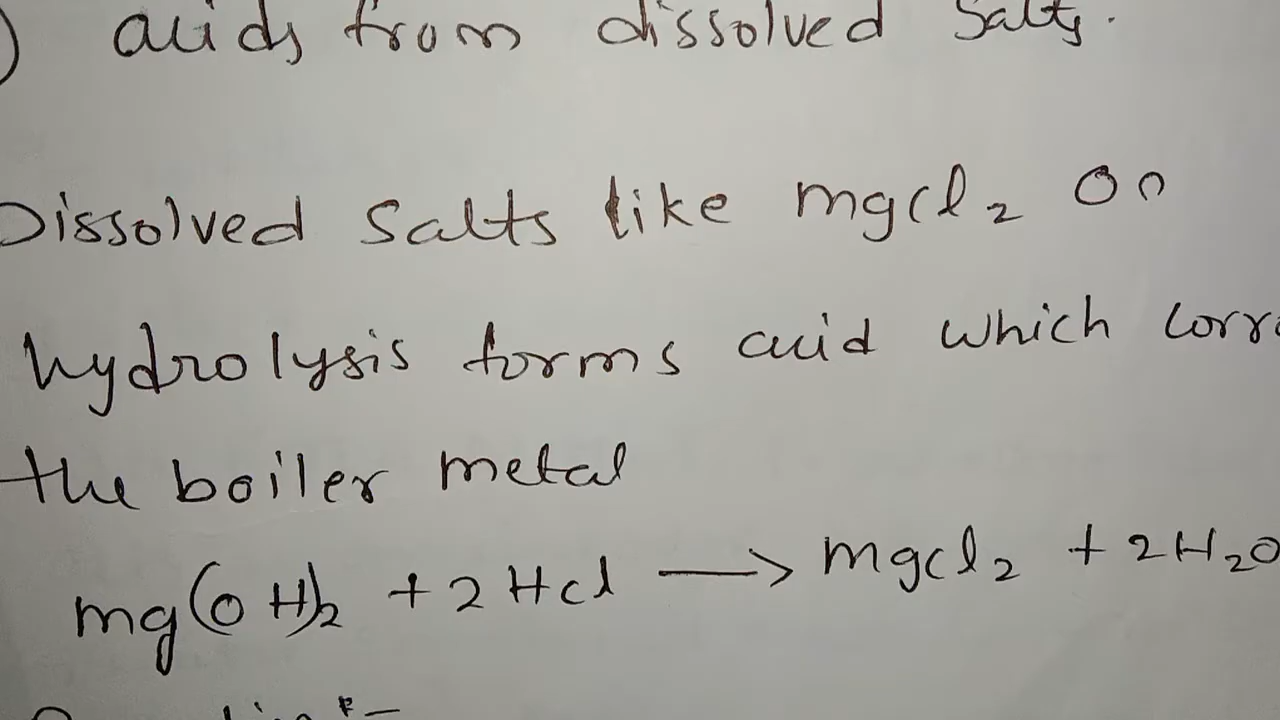 ) acids from dissolved salts.
Dissolved salts like mgcl₂ on
hydrolysis forms acid which corro
the boiler metal
mg(OH)₂ + 2Hcl ⟶ mgcl₂ + 2H₂O